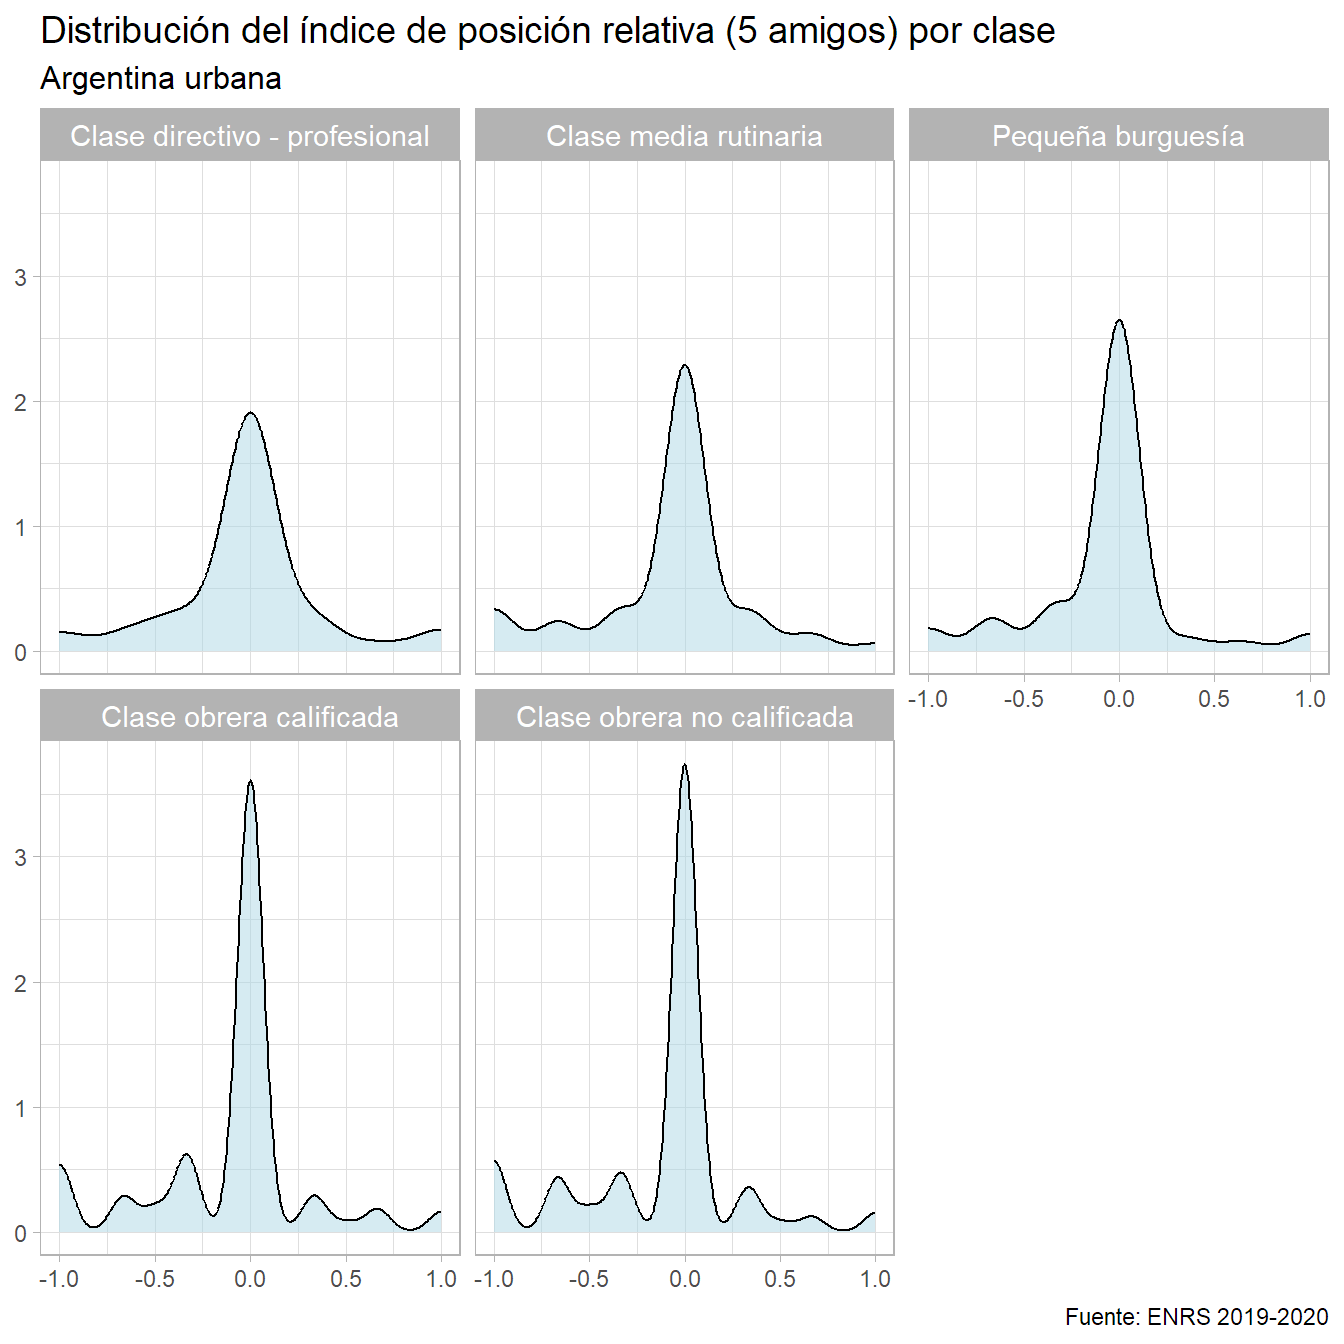 Distribución del índice de posición relativa (5 amigos) por clase
Argentina urbana
Clase directivo - profesional
Clase media rutinaria
Pequeña burguesía
3
2
1
0
-1.0 -0.5 0.0 0.5 1.0
Clase obrera calificada
Clase obrera no calificada
3
2
1
0
-1.0 -0.5 0.0 0.5 1.0
-1.0 -0.5 0.0 0.5 1.0
Fuente: ENRS 2019-2020